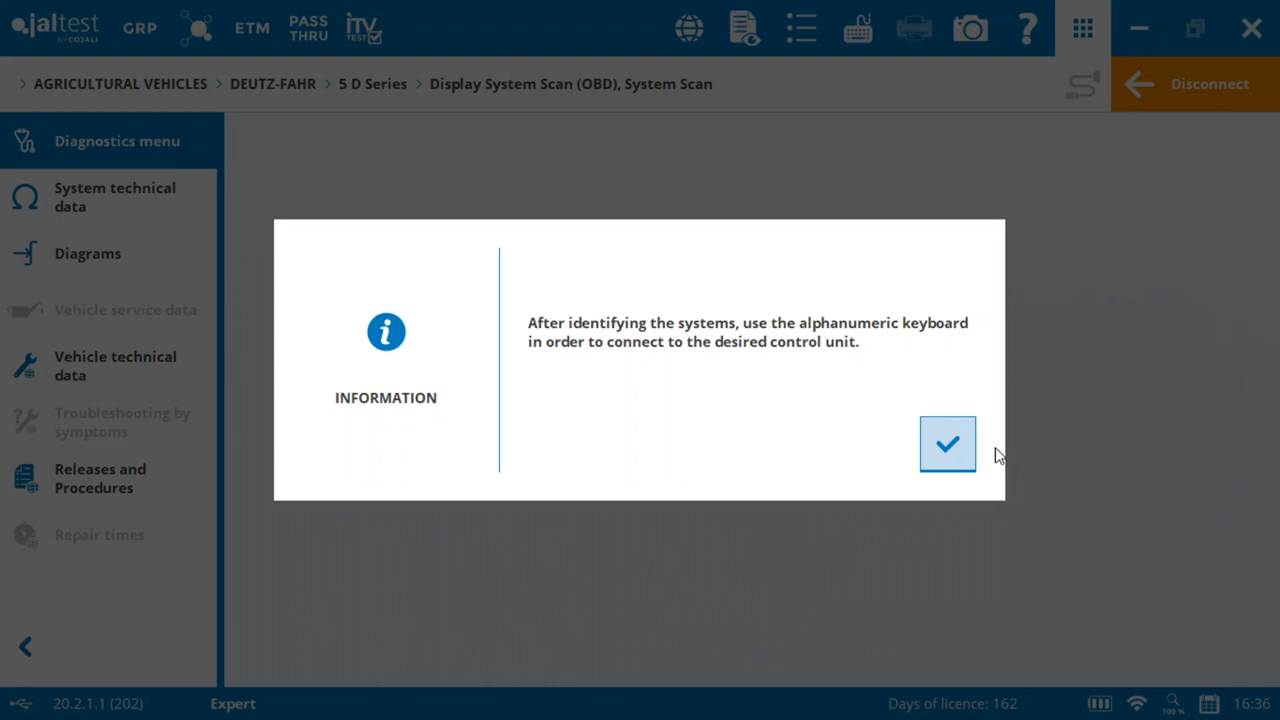 jaltest
BY COJALI
GRP
ETM
PASS
THRU
iTV
TEST
?
> AGRICULTURAL VEHICLES > DEUTZ-FAHR > 5 D Series > Display System Scan (OBD), System Scan
Disconnect
Diagnostics menu
System technical
data
Diagrams
Vehicle service data
Vehicle technical
data
Troubleshooting by
symptoms
Releases and
Procedures
Repair times
INFORMATION
After identifying the systems, use the alphanumeric keyboard
in order to connect to the desired control unit.
20.2.1.1 (202)
Expert
Days of licence: 162
100 %
16:36